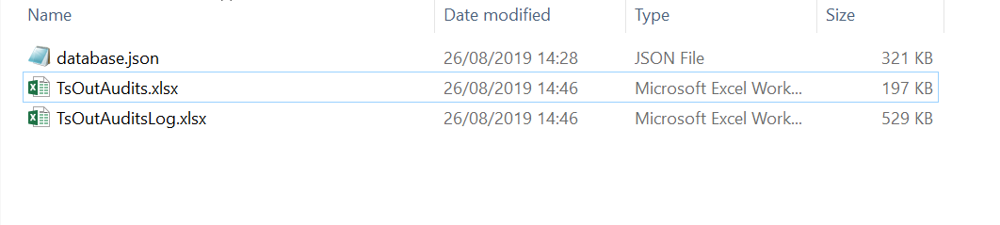 Name Date modified Type Size
database.json 26/08/2019 14:28 JSON File 321 KB
TsOutAudits.xlsx 26/08/2019 14:46 Microsoft Excel Work... 197 KB
TsOutAuditsLog.xlsx 26/08/2019 14:46 Microsoft Excel Work... 529 KB